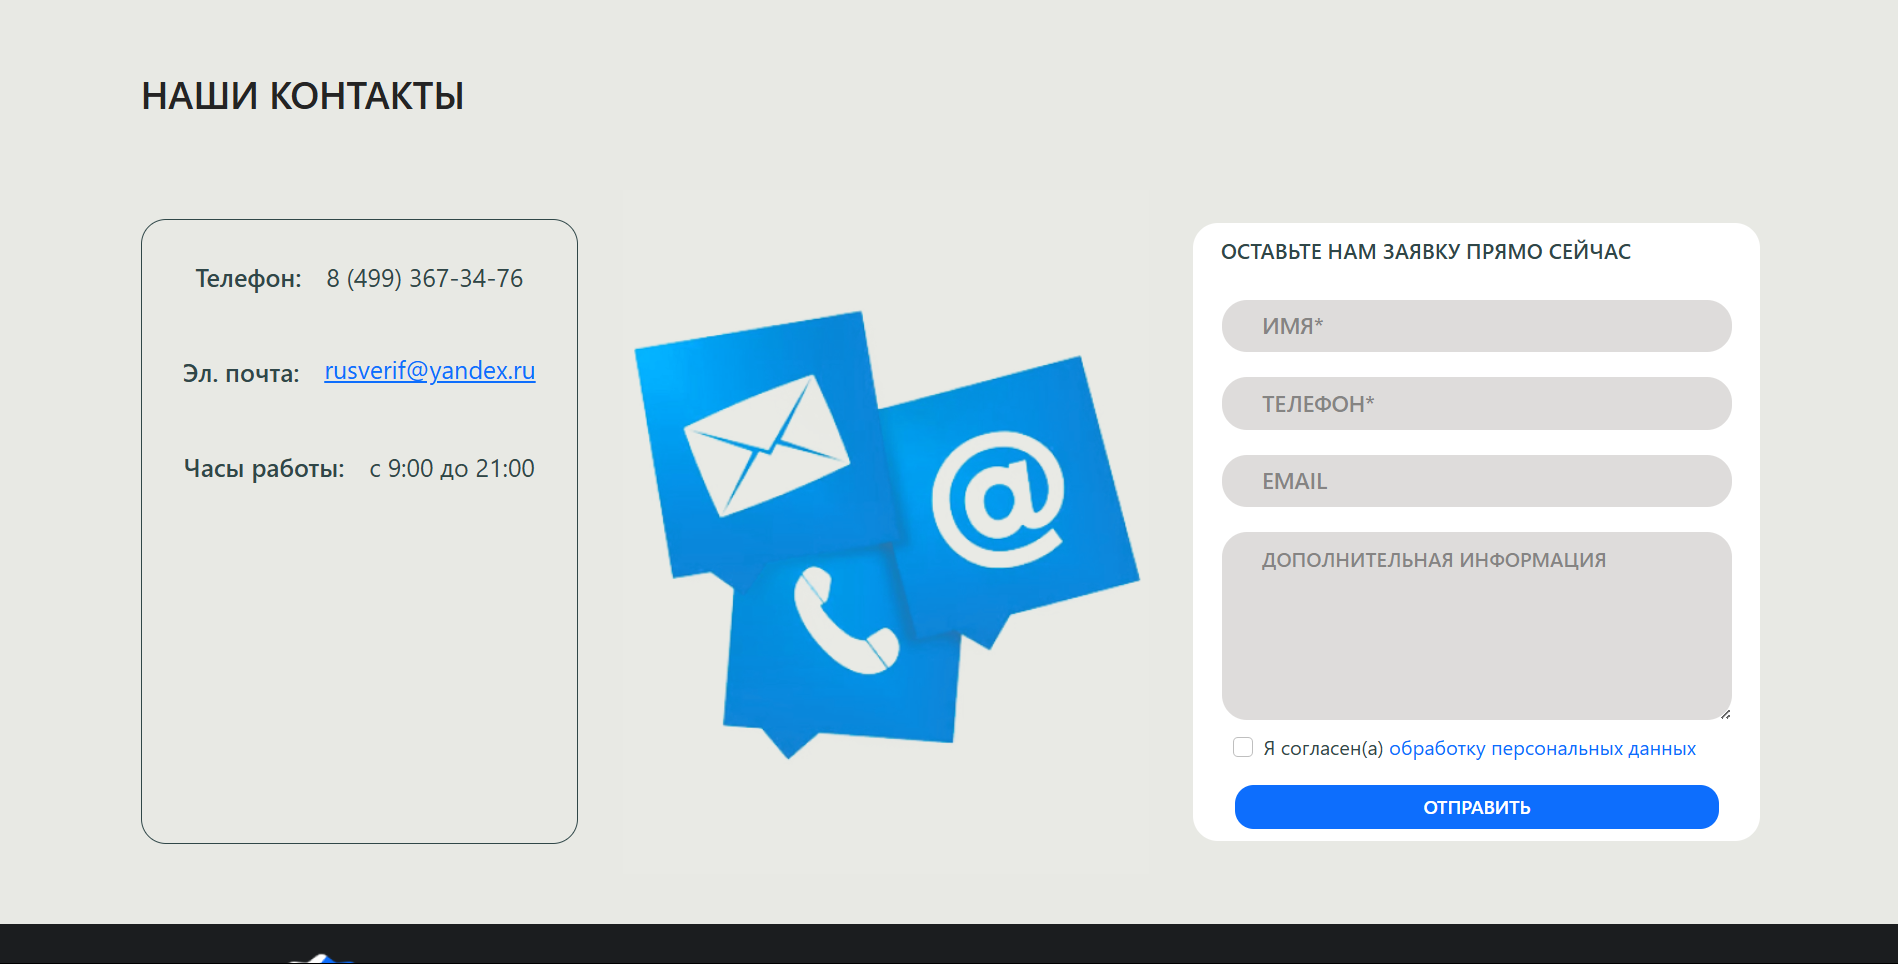 НАШИ КОНТАКТЫ
Телефон: 8 (499) 367-34-76
Эл. почта: rusverif@yandex.ru
Часы работы: с 9:00 до 21:00
@
ОСТАВЬТЕ НАМ ЗАЯВКУ ПРЯМО СЕЙЧАС
ИМЯ*
ТЕЛЕФОН*
EMAIL
ДОПОЛНИТЕЛЬНАЯ ИНФОРМАЦИЯ
Я согласен(а) обработку персональных данных
ОТПРАВИТЬ